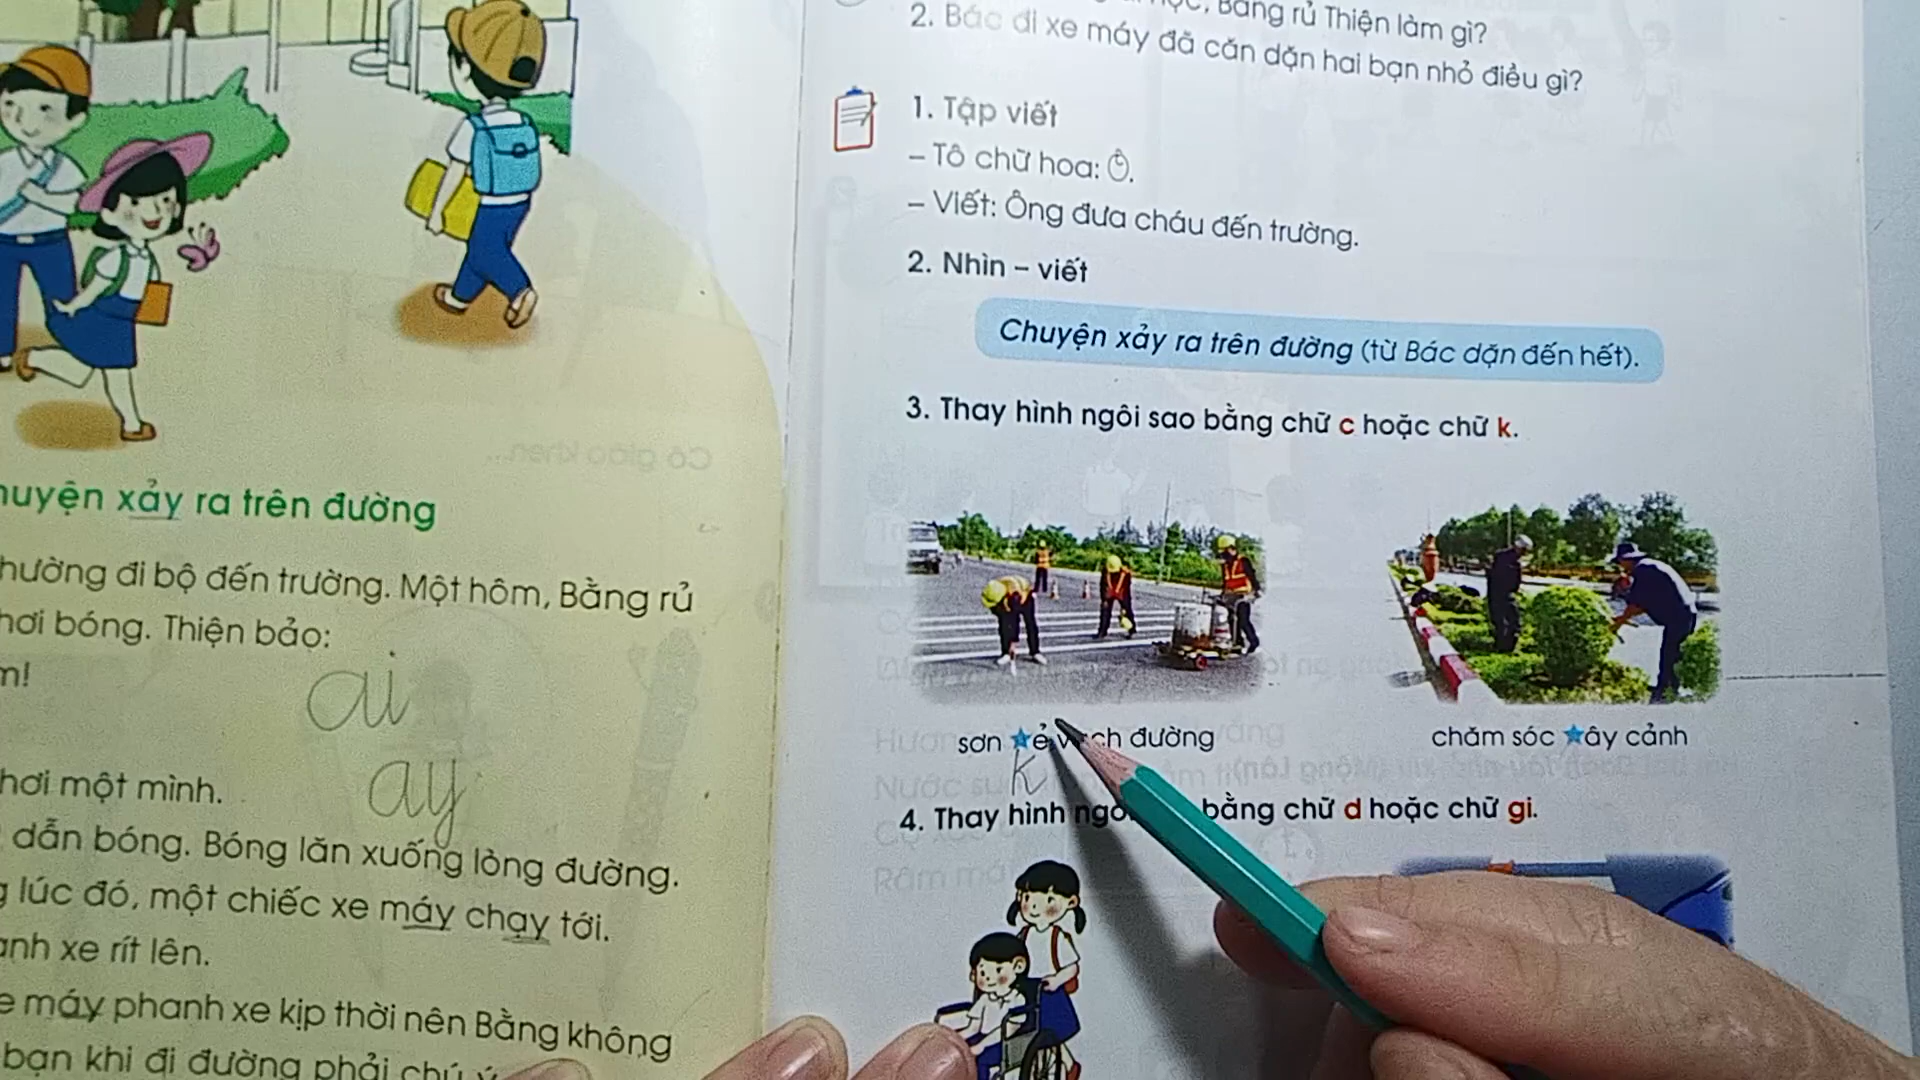 huyện xảy ra trên đường
hường đi bộ đến trường. Một hôm, Bằng rủ
hơi bóng. Thiện bảo:
m!
ai
hơi một mình.
ay
dẫn bóng. Bóng lăn xuống lòng đường.
g lúc đó, một chiếc xe máy chạy tới.
anh xe rít lên.
e máy phanh xe kịp thời nên Bằng không
bạn khi đi đường phải chú ý
Bằng rủ Thiện làm gì?
2. Bác đi xe máy đã căn dặn hai bạn nhỏ điều gì?
1. Tập viết
– Tô chữ hoa: Ô.
– Viết: Ông đưa cháu đến trường.
2. Nhìn – viết
Chuyện xảy ra trên đường (từ Bác dặn đến hết).
3. Thay hình ngôi sao bằng chữ c hoặc chữ k.
sơn ★ẻ đường
k
chăm sóc ★ây cảnh
4. Thay hình bằng chữ d hoặc chữ gi.